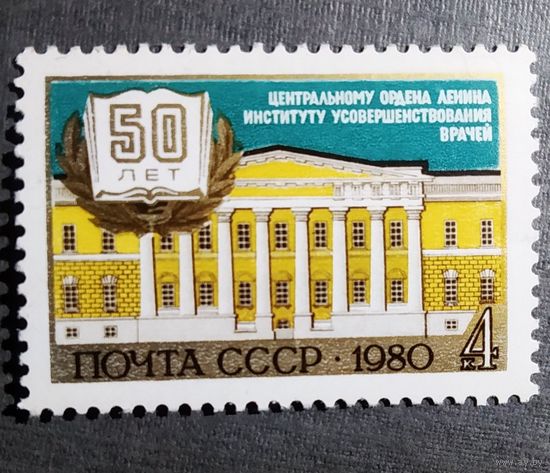 50
ЛЕТ
ЦЕНТРАЛЬНОМУ ОРДЕНА ЛЕНИНА
ИНСТИТУТУ УСОВЕРШЕНСТВОВАНИЯ
ВРАЧЕЙ
ПОЧТА СССР · 1980
4
К